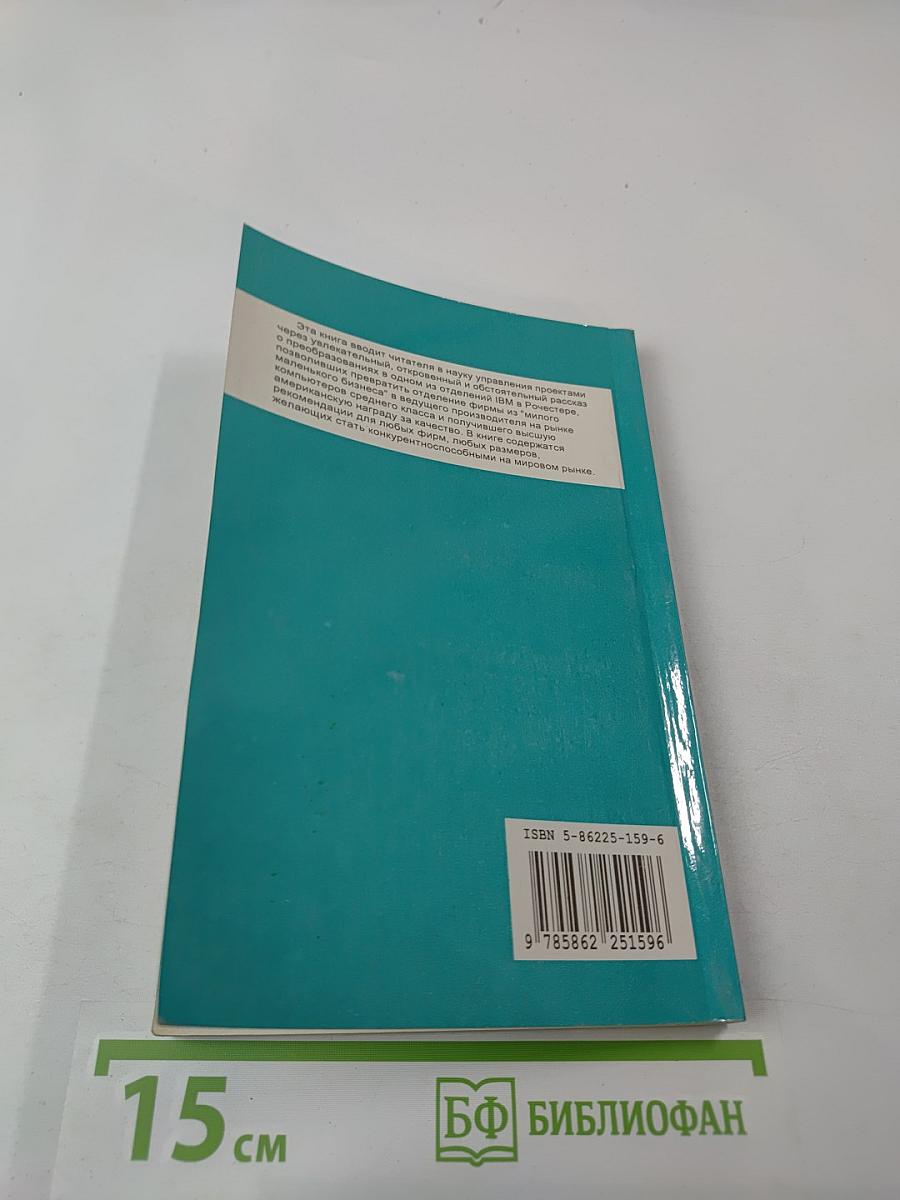 Эта книга вводит читателя в науку управления проектами
через увлекательный, откровенный и обстоятельный рассказ
о преобразованиях в одном из отделений IBM в Рочестере,
позволивших превратить отделение фирмы из "милого
маленького бизнеса" в ведущего производителя на рынке
компьютеров среднего класса и получившего высшую
американскую награду за качество. В книге содержатся
рекомендации для любых фирм, любых размеров,
желающих стать конкурентноспособными на мировом рынке.
ISBN 5-86225-159-6
9 785862 251596
15 см
БФ БИБЛИОФАН